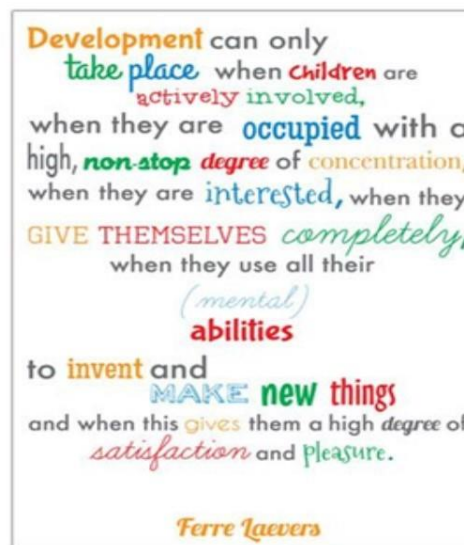 Development can only
take place when children are
actively involved,
when they are occupied with a
high, non-stop degree of concentration,
when they are interested, when they
GIVE THEMSELVES completely,
when they use all their
(mental)
abilities
to invent and
MAKE new things
and when this gives them a high degree of
satisfaction and pleasure.
Ferre Laevers